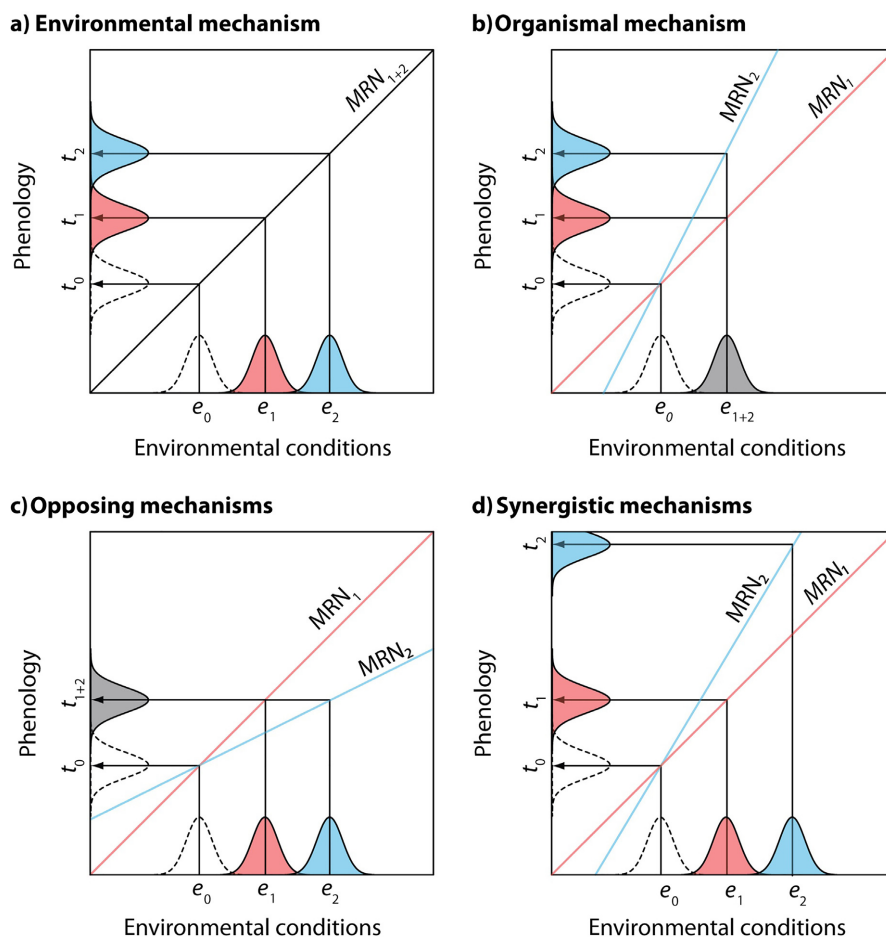 a) Environmental mechanism
MRN1+2
Phenology
t2
t1
t0
e0 e1 e2
Environmental conditions
b) Organismal mechanism
MRN2
MRN1
Phenology
t2
t1
t0
e0 e1+2
Environmental conditions
c) Opposing mechanisms
MRN1
MRN2
Phenology
t1+2
t0
e0 e1 e2
Environmental conditions
d) Synergistic mechanisms
MRN2
MRN1
Phenology
t2
t1
t0
e0 e1 e2
Environmental conditions